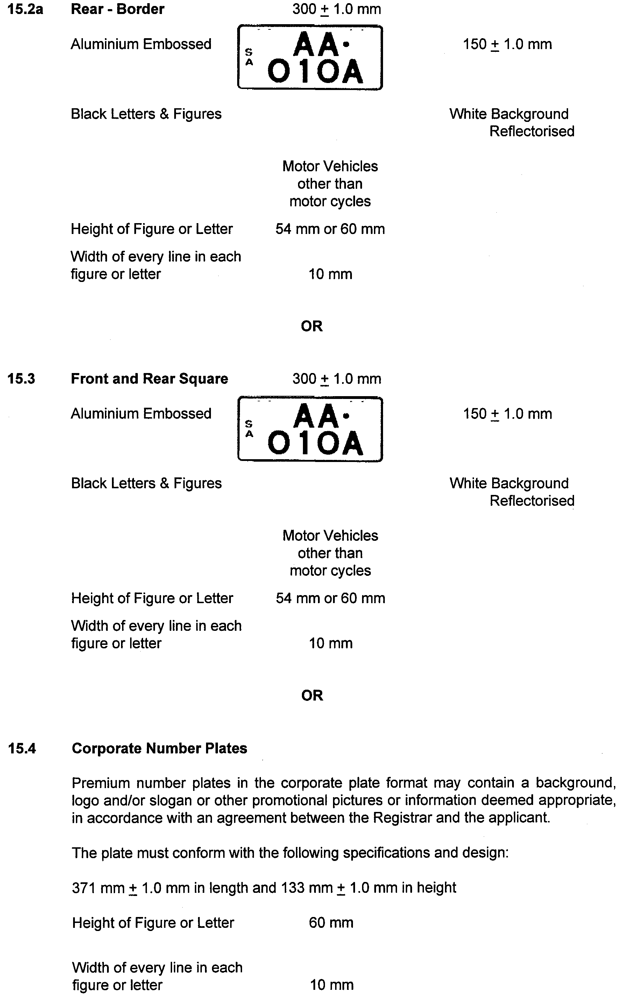 15.2a Rear - Border 300 ± 1.0 mm
Aluminium Embossed 150 ± 1.0 mm
AA·
S
A
010A
Black Letters & Figures White Background
Reflectorised
Motor Vehicles
other than
motor cycles
Height of Figure or Letter 54 mm or 60 mm
Width of every line in each
figure or letter 10 mm
OR
15.3 Front and Rear Square 300 ± 1.0 mm
Aluminium Embossed 150 ± 1.0 mm
AA·
S
A
010A
Black Letters & Figures White Background
Reflectorised
Motor Vehicles
other than
motor cycles
Height of Figure or Letter 54 mm or 60 mm
Width of every line in each
figure or letter 10 mm
OR
15.4 Corporate Number Plates
Premium number plates in the corporate plate format may contain a background,
logo and/or slogan or other promotional pictures or information deemed appropriate,
in accordance with an agreement between the Registrar and the applicant.
The plate must conform with the following specifications and design:
371 mm ± 1.0 mm in length and 133 mm ± 1.0 mm in height
Height of Figure or Letter 60 mm
Width of every line in each
figure or letter 10 mm